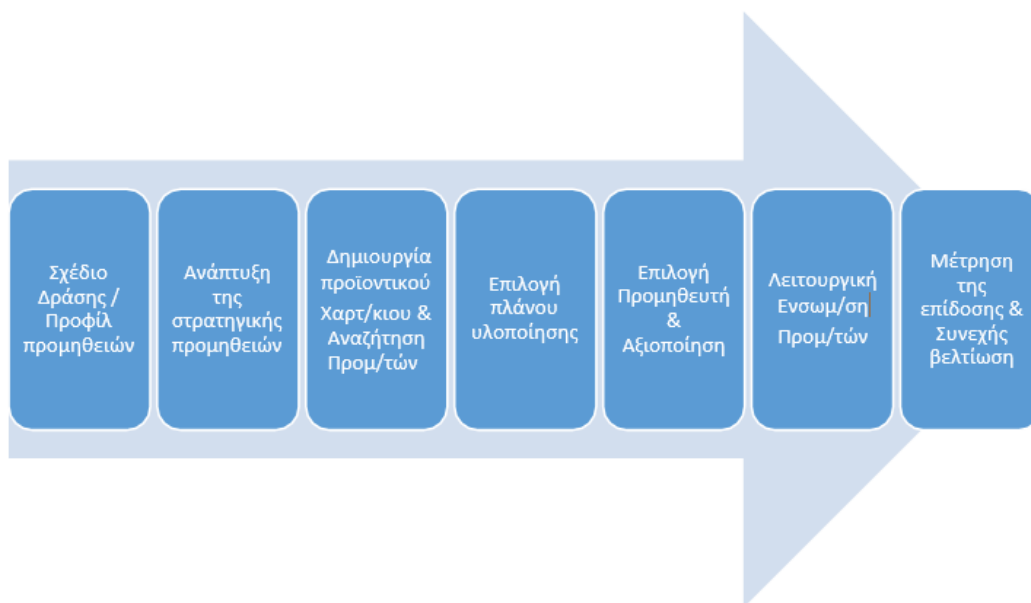 Σχέδιο
Δράσης /
Προφίλ
προμηθειών
Ανάπτυξη
της
στρατηγικής
προμηθειών
Δημιουργία
προϊοντικού
Χαρτ/κιου &
Αναζήτηση
Προμ/τών
Επιλογή
πλάνου
υλοποίησης
Επιλογή
Προμηθευτή
&
Αξιοποίηση
Λειτουργική
Ενσωμ/ση
Προμ/τών
Μέτρηση
της
επίδοσης &
Συνεχής
βελτίωση